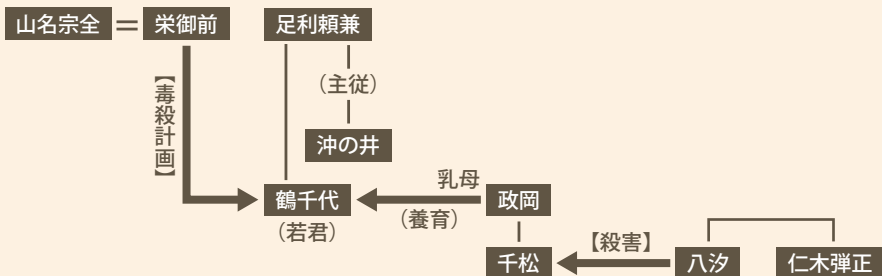 山名宗全
栄御前
足利頼兼
【毒殺計画】
(主従)
沖の井
鶴千代
(若君)
乳母
(養育)
政岡
千松
【殺害】
八汐
仁木弾正